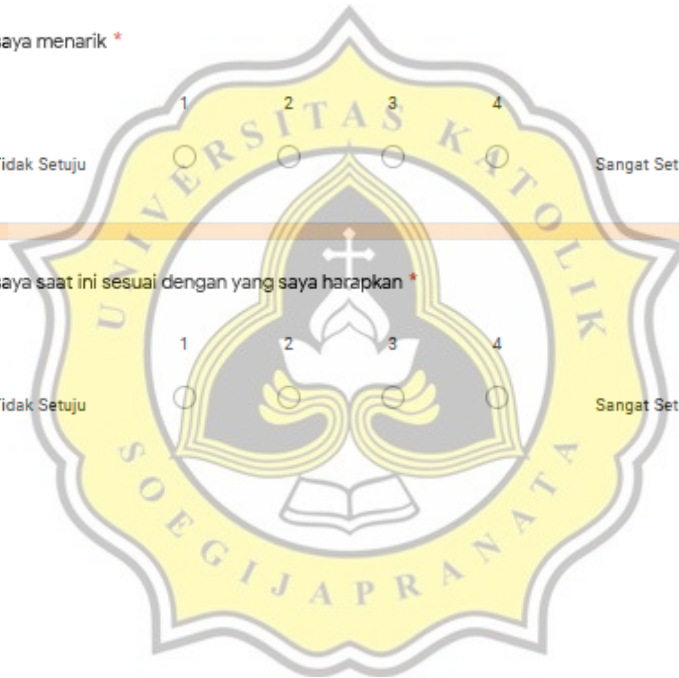 saya menarik *
1 2 3 4
Tidak Setuju Sangat Set
saya saat ini sesuai dengan yang saya harapkan *
1 2 3 4
Tidak Setuju Sangat Set
UNIVERSITAS KATOLIK
SOEGIJAPRANATA